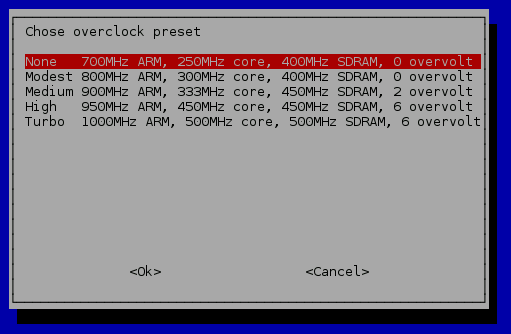 Chose overclock preset
None 700MHz ARM, 250MHz core, 400MHz SDRAM, 0 overvolt
Modest 800MHz ARM, 300MHz core, 400MHz SDRAM, 0 overvolt
Medium 900MHz ARM, 333MHz core, 450MHz SDRAM, 2 overvolt
High 950MHz ARM, 450MHz core, 450MHz SDRAM, 6 overvolt
Turbo 1000MHz ARM, 500MHz core, 500MHz SDRAM, 6 overvolt
<Ok> <Cancel>